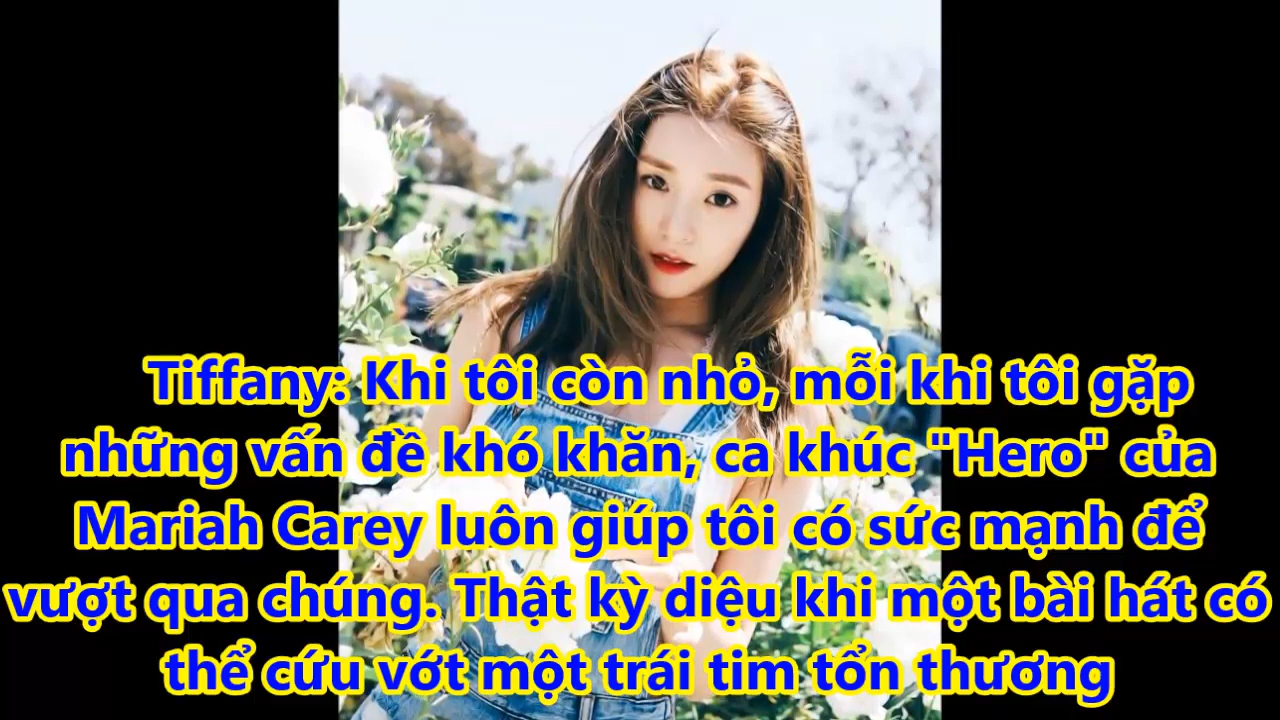 Tiffany: Khi tôi còn nhỏ, mỗi khi tôi gặp
những vấn đề khó khăn, ca khúc "Hero" của
Mariah Carey luôn giúp tôi có sức mạnh để
vượt qua chúng. Thật kỳ diệu khi một bài hát có
thể cứu vớt một trái tim tổn thương